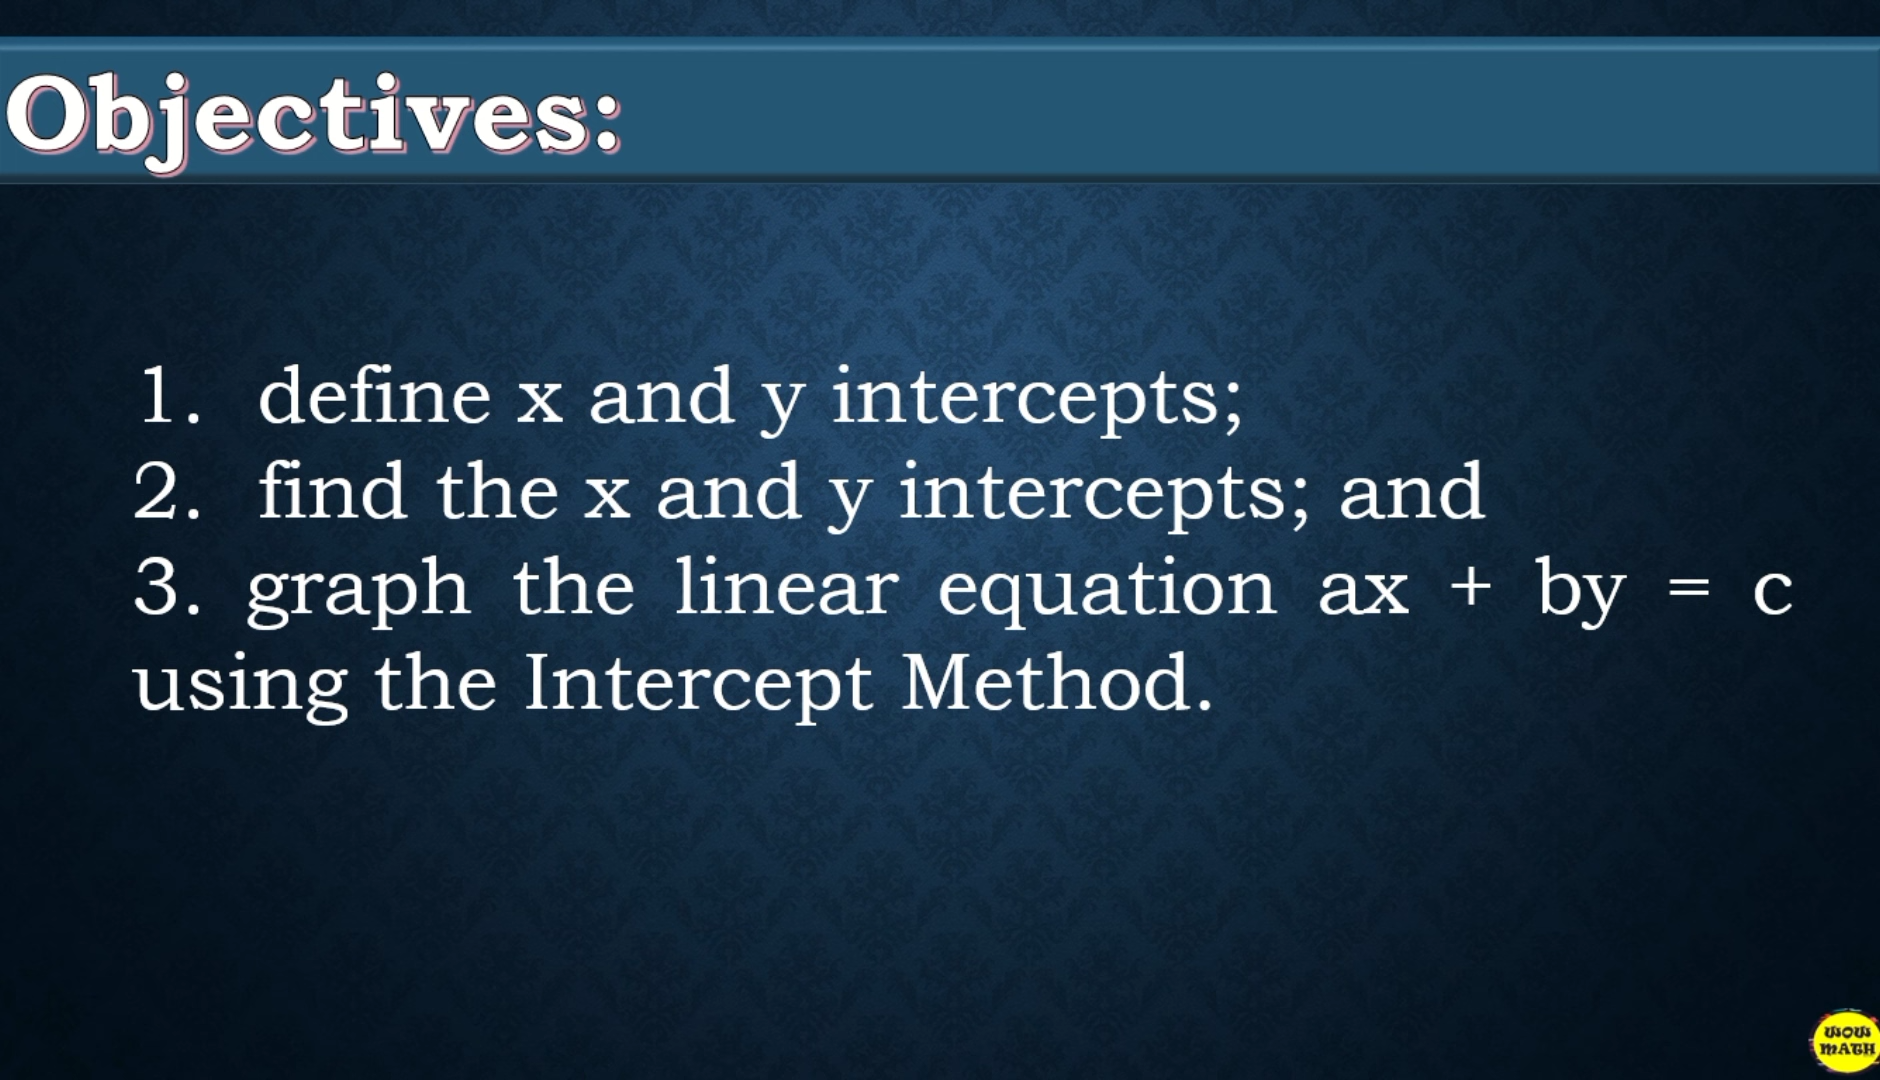 Objectives:
1. define x and y intercepts;
2. find the x and y intercepts; and
3. graph the linear equation ax + by = c
using the Intercept Method.
WOW
MATH